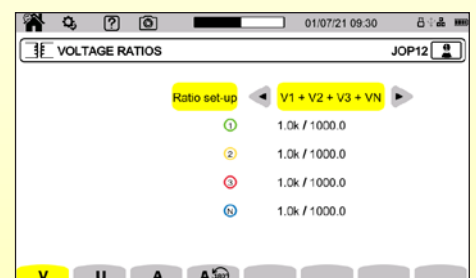 ? 01/07/21 09:30
VOLTAGE RATIOS JOP12
Ratio set-up V1 + V2 + V3 + VN
1 1.0k / 1000.0
2 1.0k / 1000.0
3 1.0k / 1000.0
N 1.0k / 1000.0
V U A